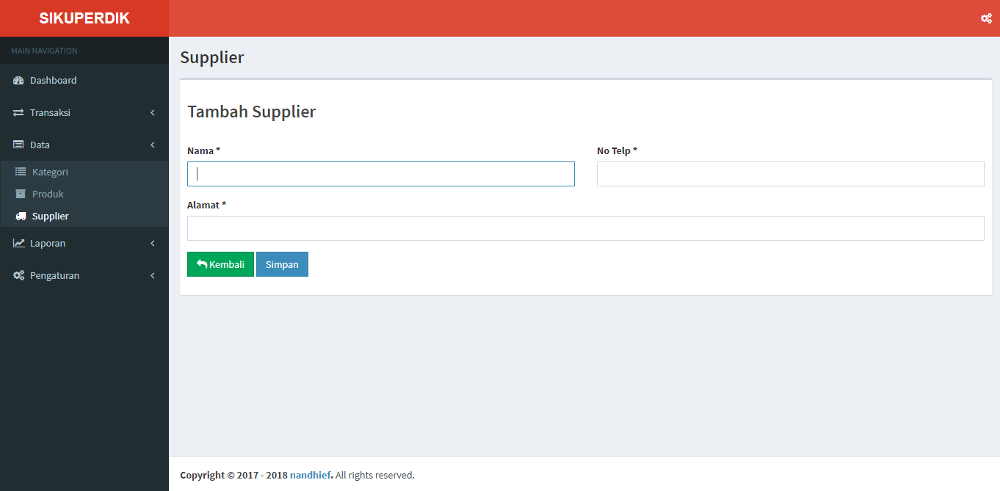 SIKUPERDIK
MAIN NAVIGATION
Dashboard
Transaksi
Data
Kategori
Produk
Supplier
Laporan
Pengaturan
Supplier
Tambah Supplier
Nama *
No Telp *
Alamat *
Kembali
Simpan
Copyright © 2017 - 2018 nandhief. All rights reserved.